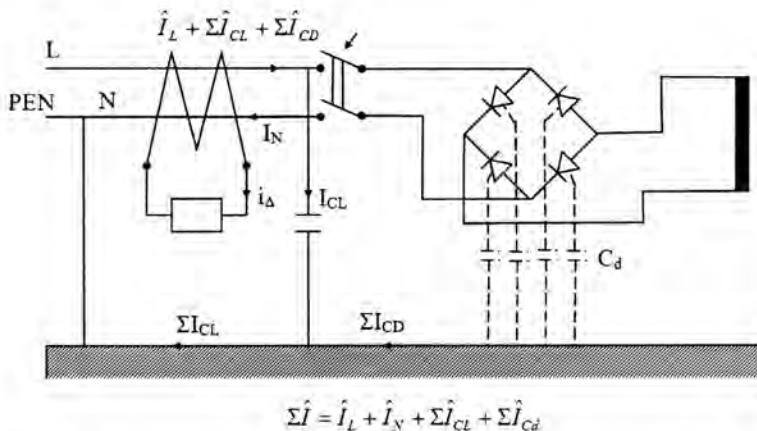 Î_L + ΣÎ_CL + ΣÎ_CD
L
PEN N
I_N
i_Δ
I_CL
C_d
ΣI_CL
ΣI_CD
ΣÎ = Î_L + Î_N + ΣÎ_CL + ΣÎ_Cd